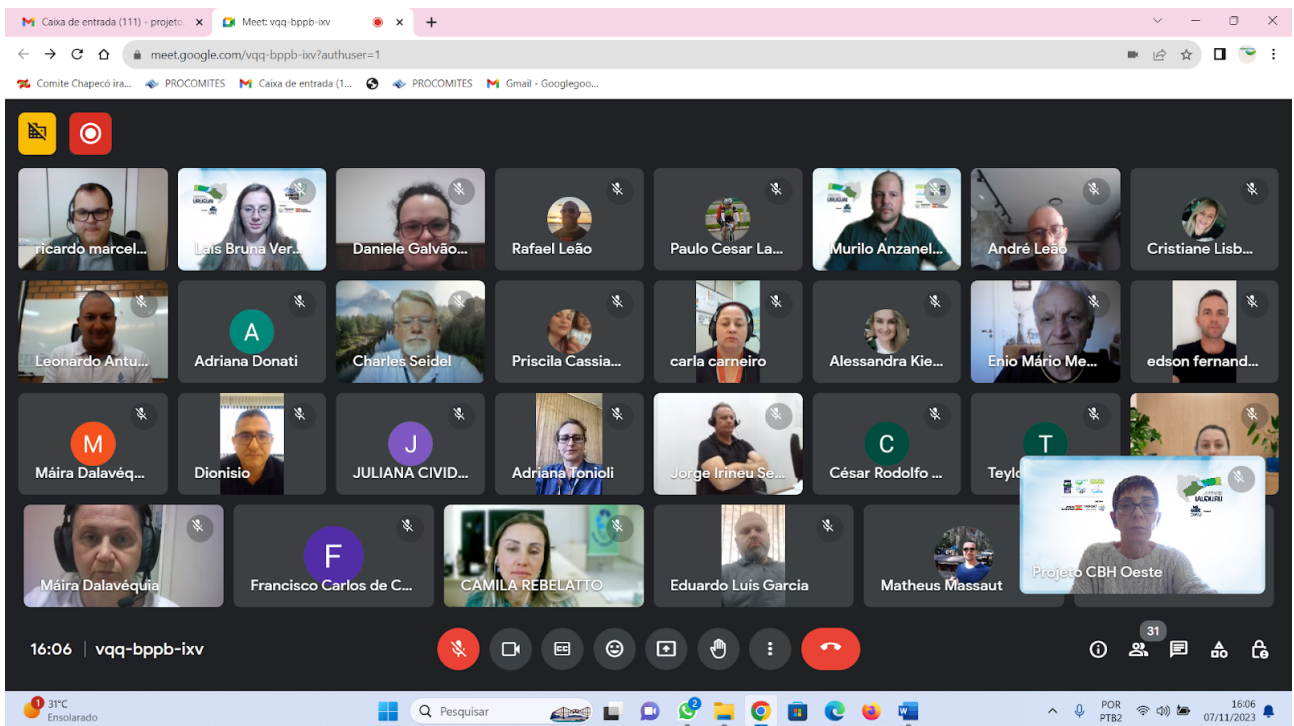 Caixa de entrada (111) - projeto.
Meet: vqq-bppb-ixv
meet.google.com/vqq-bppb-ixv?authuser=1
Comite Chapecó ira...
PROCOMITES
Caixa de entrada (1...
PROCOMITES
Gmail - Googlegoo...
ricardo marcel...
Lais Bruna Ver...
Daniele Galvão...
Rafael Leão
Paulo Cesar La...
Murilo Anzanel...
André Leão
Cristiane Lisb...
Leonardo Antu...
A
Adriana Donati
Charles Seidel
Priscila Cassia...
carla carneiro
Alessandra Kie...
Enio Mário Me...
edson fernand...
M
Máira Dalavéq...
Dionisio
J
JULIANA CIVID...
Adriana Tonioli
Jorge Irineu Se...
C
César Rodolfo ...
T
Teylo
Máira Dalavéquia
F
Francisco Carlos de C...
CAMILA REBELATTO
Eduardo Luís Garcia
Matheus Massaut
URUGUAI
Projeto CBH Oeste
16:06 | vqq-bppb-ixv
CC
31
1
31°C
Ensolarado
Pesquisar
2
POR
PTB2
16:06
07/11/2023